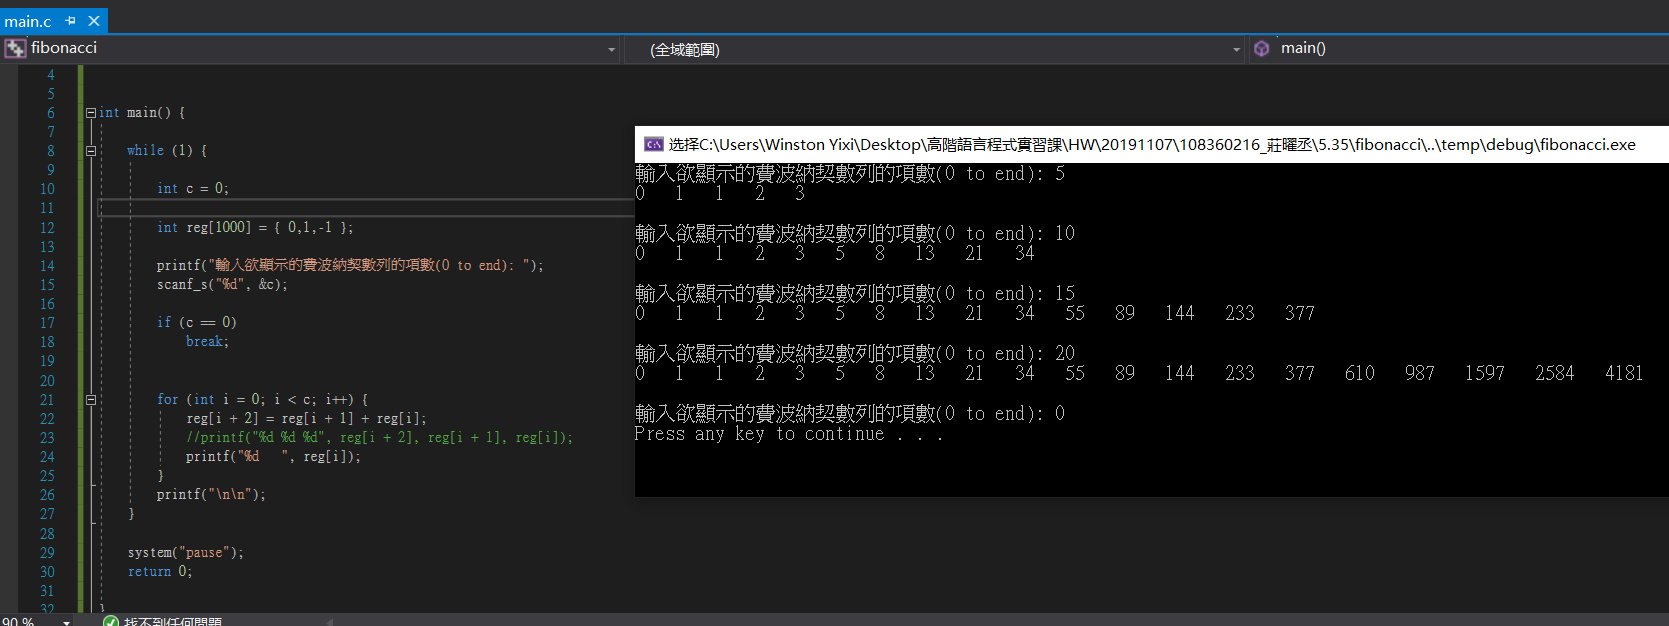 main.c
fibonacci
(全域範圍)
main()
4
5
6 int main() {
7
8 while (1) {
9
10 int c = 0;
11
12 int reg[1000] = { 0,1,-1 };
13
14 printf("輸入欲顯示的費波納契數列的項數(0 to end): ");
15 scanf_s("%d", &c);
16
17 if (c == 0)
18 break;
19
20
21 for (int i = 0; i < c; i++) {
22 reg[i + 2] = reg[i + 1] + reg[i];
23 //printf("%d %d %d", reg[i + 2], reg[i + 1], reg[i]);
24 printf("%d   ", reg[i]);
25 }
26 printf("\n\n");
27 }
28
29 system("pause");
30 return 0;
31
32 }
90 %
找不到任何問題
选择C:\Users\Winston Yixi\Desktop\高階語言程式實習課\HW\20191107\108360216_莊曜丞\5.35\fibonacci\..\temp\debug\fibonacci.exe
輸入欲顯示的費波納契數列的項數(0 to end): 5
0   1   1   2   3
輸入欲顯示的費波納契數列的項數(0 to end): 10
0   1   1   2   3   5   8   13   21   34
輸入欲顯示的費波納契數列的項數(0 to end): 15
0   1   1   2   3   5   8   13   21   34   55   89   144   233   377
輸入欲顯示的費波納契數列的項數(0 to end): 20
0   1   1   2   3   5   8   13   21   34   55   89   144   233   377   610   987   1597   2584   4181
輸入欲顯示的費波納契數列的項數(0 to end): 0
Press any key to continue . . .